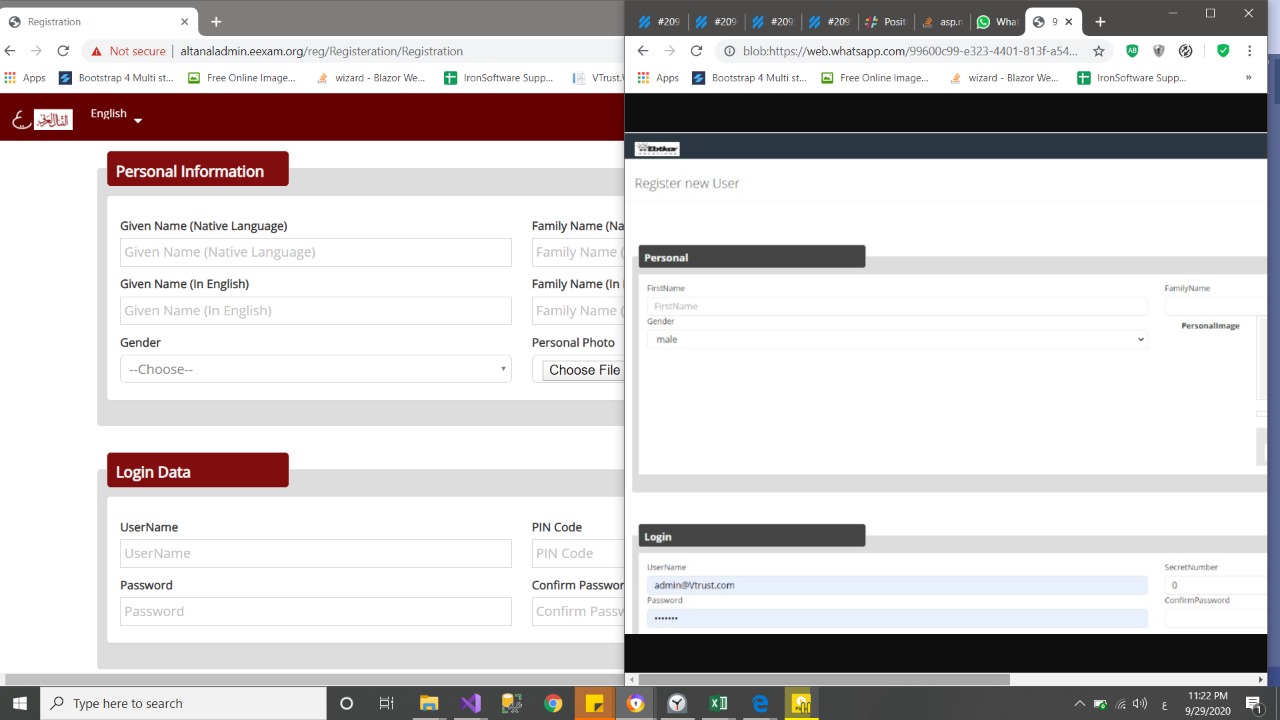 Registration
Not secure | altanaladmin.eexam.org/reg/Registeration/Registration
Apps Bootstrap 4 Multi st... Free Online Image... wizard - Blazor We... IronSoftware Supp... VTrust.
English
Personal Information
Given Name (Native Language) Family Name (Na
Given Name (Native Language) Family Name (
Given Name (In English) Family Name (In
Given Name (In English) Family Name (
Gender Personal Photo
--Choose-- Choose File
Login Data
UserName PIN Code
UserName PIN Code
Password Confirm Passwor
Password Confirm Passw
#209 #209 #209 #209 Posit asp.n What 9
blob:https://web.whatsapp.com/99600c99-e323-4401-813f-a54...
Apps Bootstrap 4 Multi st... Free Online Image... wizard - Blazor We... IronSoftware Supp... »
Ebtkar
Register new User
Personal
FirstName FamilyName
FirstName
Gender PersonalImage
male
Login
UserName SecretNumber
admin@Vtrust.com 0
Password ConfirmPassword
•••••••
Type here to search
11:22 PM
ع 9/29/2020